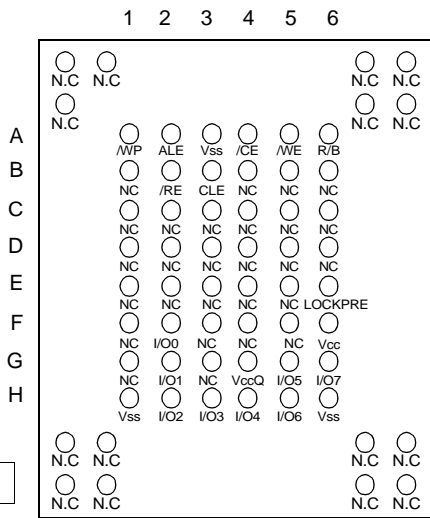 1 2 3 4 5 6
N.C N.C N.C N.C
N.C N.C N.C
A
/WP ALE Vss /CE /WE R/B
B
NC /RE CLE NC NC NC
C
NC NC NC NC NC NC
D
NC NC NC NC NC NC
E
NC NC NC NC NC LOCKPRE
F
NC I/O0 NC NC NC Vcc
G
NC I/O1 NC VccQ I/O5 I/O7
H
Vss I/O2 I/O3 I/O4 I/O6 Vss
N.C N.C N.C N.C
N.C N.C N.C N.C